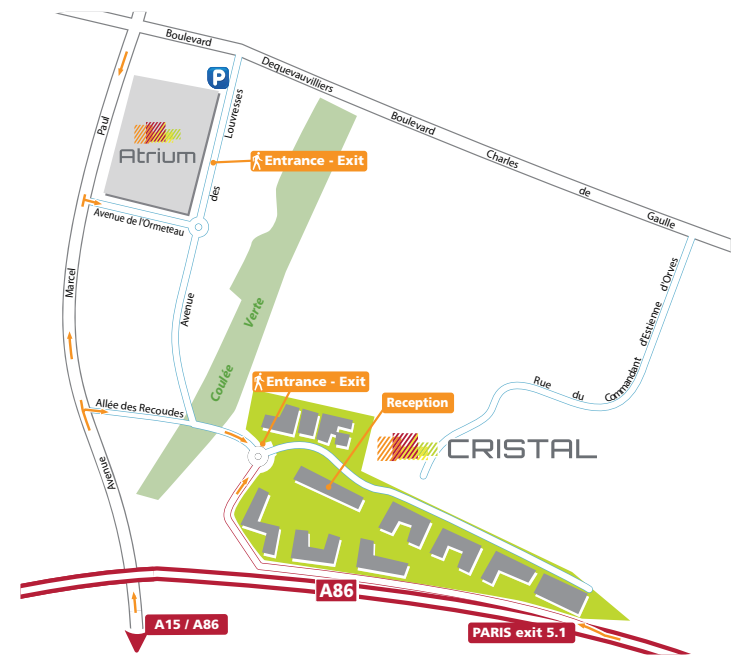 Boulevard
Dequevauvilliers
Boulevard
Charles
de
Gaulle
P
Paul
Marcel
Avenue
Louvresses
des
Avenue
Atrium
Entrance - Exit
Avenue de l'Ormeteau
Coulée
Verte
Rue
du
Commandant
d'Estienne
d'Orves
Allée des Recoudes
Entrance - Exit
Reception
CRISTAL
A86
A15 / A86
PARIS exit 5.1